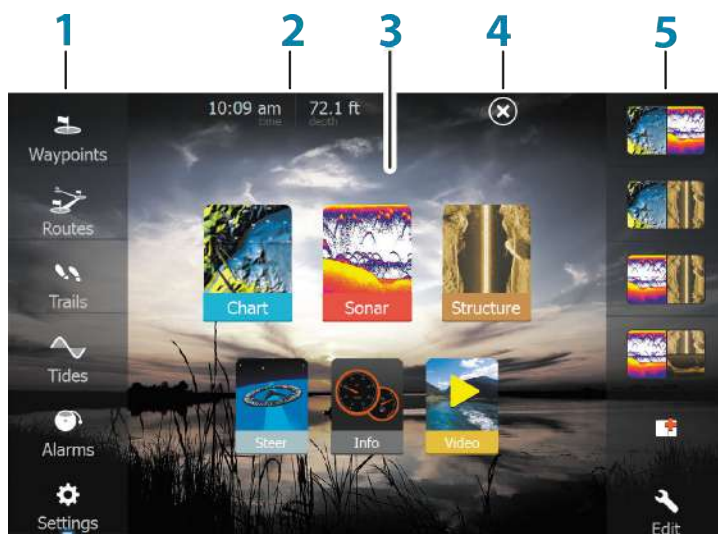 1 2 3 4 5
10:09 am 72.1 ft
time depth
Waypoints
Routes
Trails
Tides
Alarms
Settings
Chart Sonar Structure
Steer Info Video
Edit